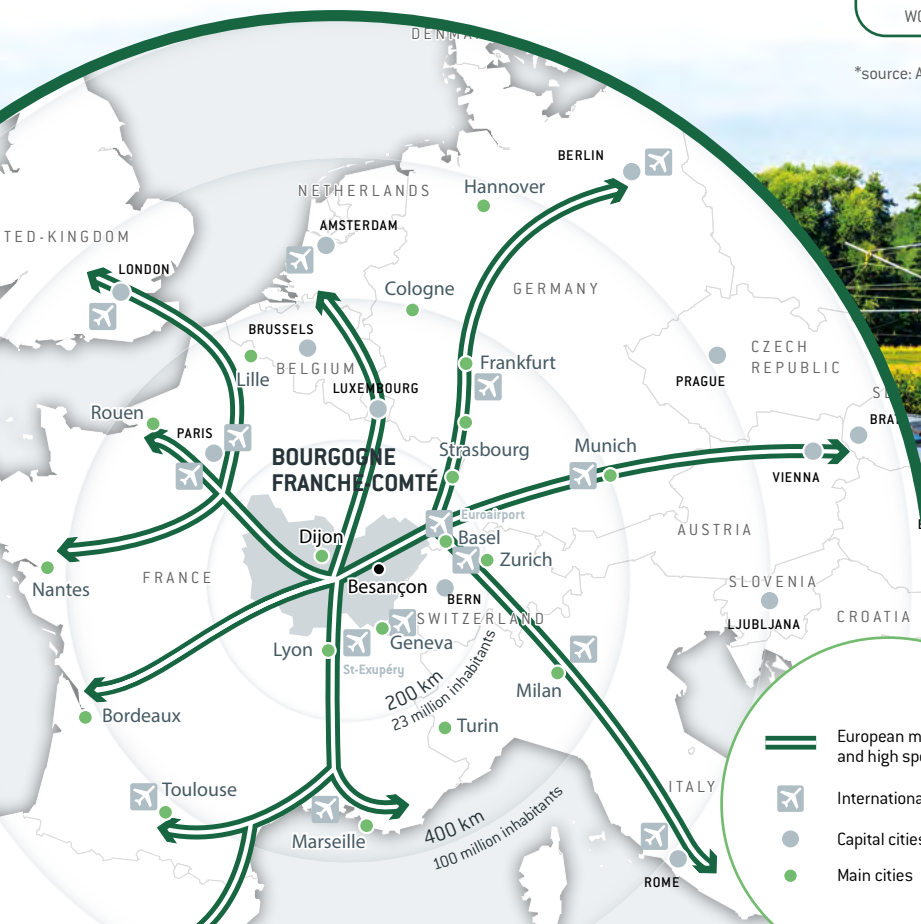 WO
*source: A
DENMA
BERLIN
Hannover
NETHERLANDS
AMSTERDAM
TED-KINGDOM
LONDON
Cologne
GERMANY
BRUSSELS
BELGIUM
Lille
LUXEMBOURG
Frankfurt
CZECH
REPUBLIC
PRAGUE
Rouen
PARIS
BRA
Strasbourg
Munich
VIENNA
BOURGOGNE
FRANCHE-COMTÉ
Euroairport
Basel
Dijon
Zurich
AUSTRIA
Nantes
FRANCE
Besançon
BERN
SWITZERLAND
SLOVENIA
LJUBLJANA
CROATIA
Lyon
Geneva
St-Exupéry
200 km
23 million inhabitants
Milan
Bordeaux
Turin
Toulouse
Marseille
400 km
100 million inhabitants
ITALY
ROME
European m
and high spe
Internationa
Capital cities
Main cities